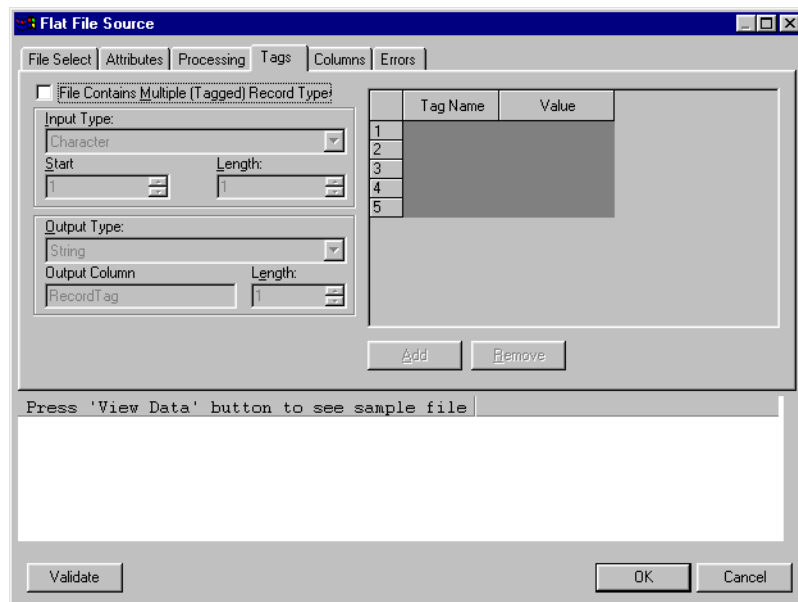 Flat File Source
File Select Attributes Processing Tags Columns Errors
File Contains Multiple (Tagged) Record Type
Input Type:
Character
Start Length:
1 1
Output Type:
String
Output Column Length:
RecordTag 1
Tag Name Value
1
2
3
4
5
Add Remove
Press 'View Data' button to see sample file
Validate OK Cancel